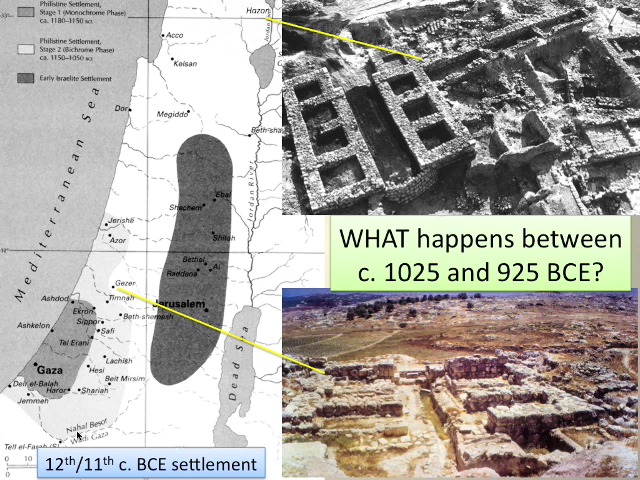 Philistine Settlement,
Stage 1 (Monochrome Phase)
ca. 1180–1150 BCE
Philistine Settlement,
Stage 2 (Bichrome Phase)
ca. 1150–1050 BCE
Early Israelite Settlement
Mediterranean Sea
Hazor
Acco
Keisan
Dor
Megiddo
Beth-sha
Jordan River
Ebal
Shechem
Shiloh
Jerishe
Azor
Bethel
Ai
Raddana
Gezer
Ashdod
Timnah
Jerusalem
Ekron
Beth-shemesh
Sippor
Ashkelon
Safi
Tel Erani
Lachish
Gaza
Hesi
Deir el-Balah
Beit Mirsim
Haror
Shariah
Jemmeh
Dead Sea
Nahal Besor
Wadi Gaza
Tell el-Farah (S)
0 10
12th/11th c. BCE settlement
WHAT happens between
c. 1025 and 925 BCE?